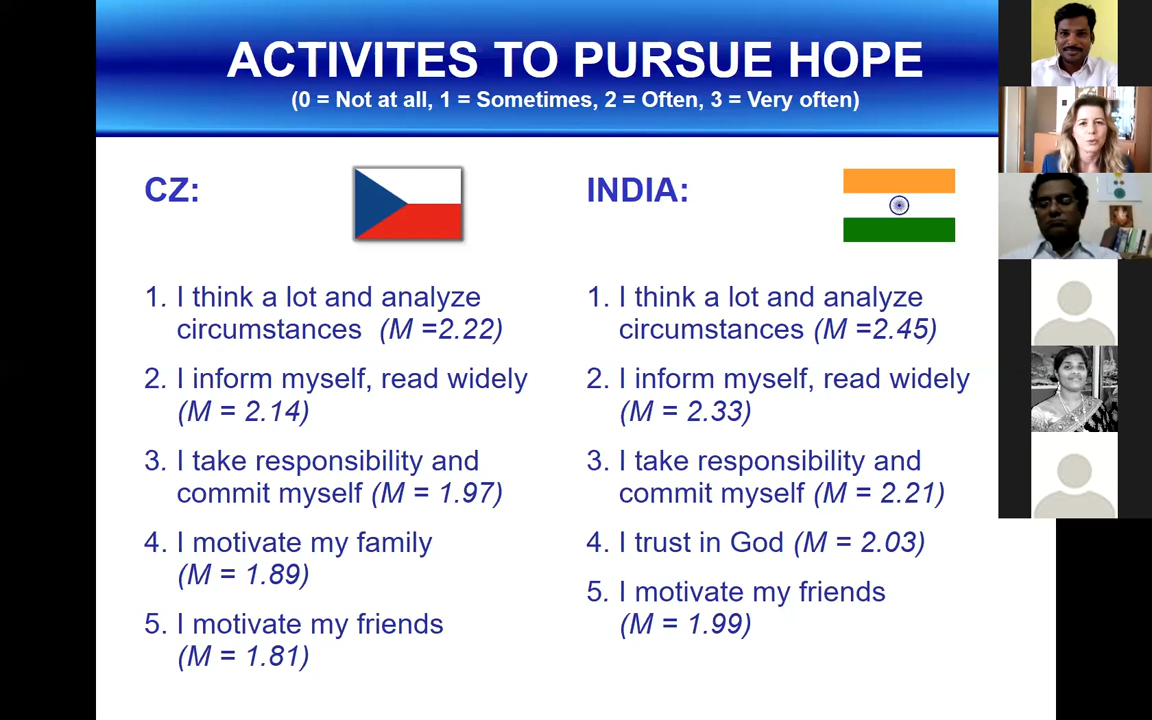 ACTIVITES TO PURSUE HOPE
(0 = Not at all, 1 = Sometimes, 2 = Often, 3 = Very often)
CZ:
1. I think a lot and analyze
circumstances (M =2.22)
2. I inform myself, read widely
(M = 2.14)
3. I take responsibility and
commit myself (M = 1.97)
4. I motivate my family
(M = 1.89)
5. I motivate my friends
(M = 1.81)
INDIA:
1. I think a lot and analyze
circumstances (M =2.45)
2. I inform myself, read widely
(M = 2.33)
3. I take responsibility and
commit myself (M = 2.21)
4. I trust in God (M = 2.03)
5. I motivate my friends
(M = 1.99)